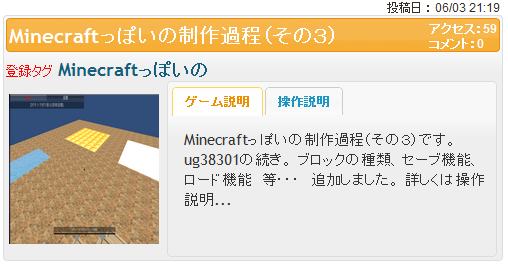 投稿日：06/03 21:19
Minecraftっぽいの制作過程（その３）
アクセス：59
コメント：0
登録タグ Minecraftっぽいの
ゲーム説明 操作説明
Minecraftっぽいの制作過程（その３）です。
ug38301の続き。ブロックの種類、セーブ機能、
ロード機能　等・・・　追加しました。詳しくは操作
説明...